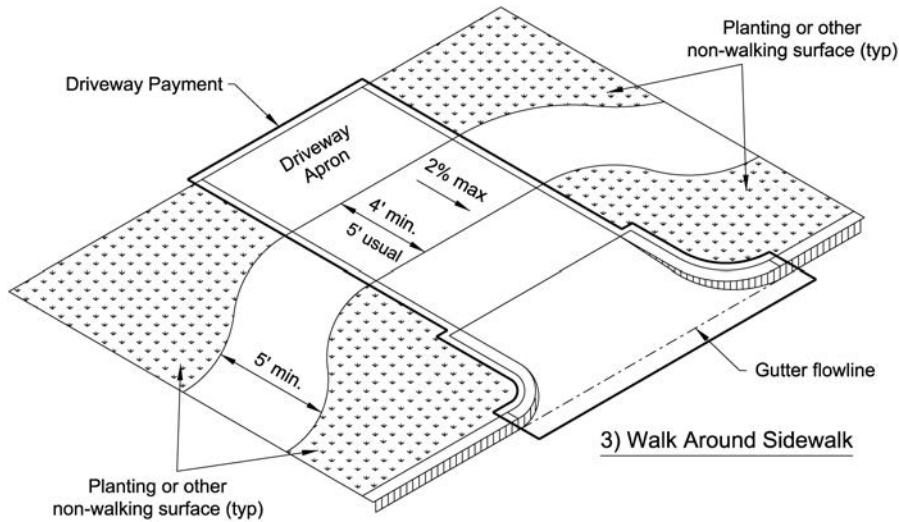 Planting or other
non-walking surface (typ)
Driveway Payment
Driveway
Apron
2% max
4' min.
5' usual
5' min.
Gutter flowline
3) Walk Around Sidewalk
Planting or other
non-walking surface (typ)